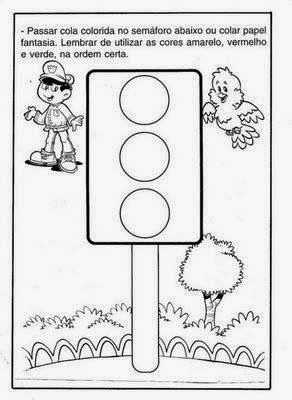 - Passar cola colorida no semáforo abaixo ou colar papel
fantasia. Lembrar de utilizar as cores amarelo, vermelho
e verde, na ordem certa.